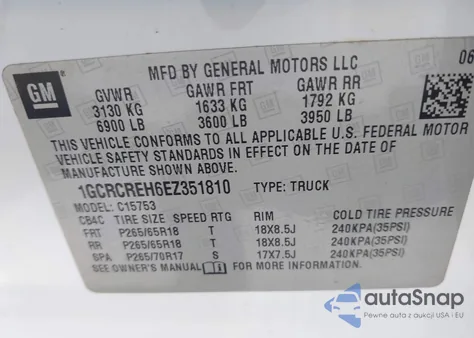 MFD BY GENERAL MOTORS LLC 06
GM
GVWR GAWR FRT GAWR RR
3130 KG 1633 KG 1792 KG
6900 LB 3600 LB 3950 LB
THIS VEHICLE CONFORMS TO ALL APPLICABLE U.S. FEDERAL MOTOR
VEHICLE SAFETY STANDARDS IN EFFECT ON THE DATE OF
MANUFACTURE SHOWN ABOVE.
1GCRCREH6EZ351810 TYPE: TRUCK
MODEL: C15753
CB4C TIRE SIZE SPEED RTG RIM COLD TIRE PRESSURE
FRT P265/65R18 T 18X8.5J 240KPA(35PSI)
RR P265/65R18 T 18X8.5J 240KPA(35PSI)
SPA P265/70R17 T 17X7.5J 240KPA(35PSI)
SEE OWNER'S MANUAL FOR MORE INFORMATION
autoSnap
Pewne auta z aukcji USA i EU